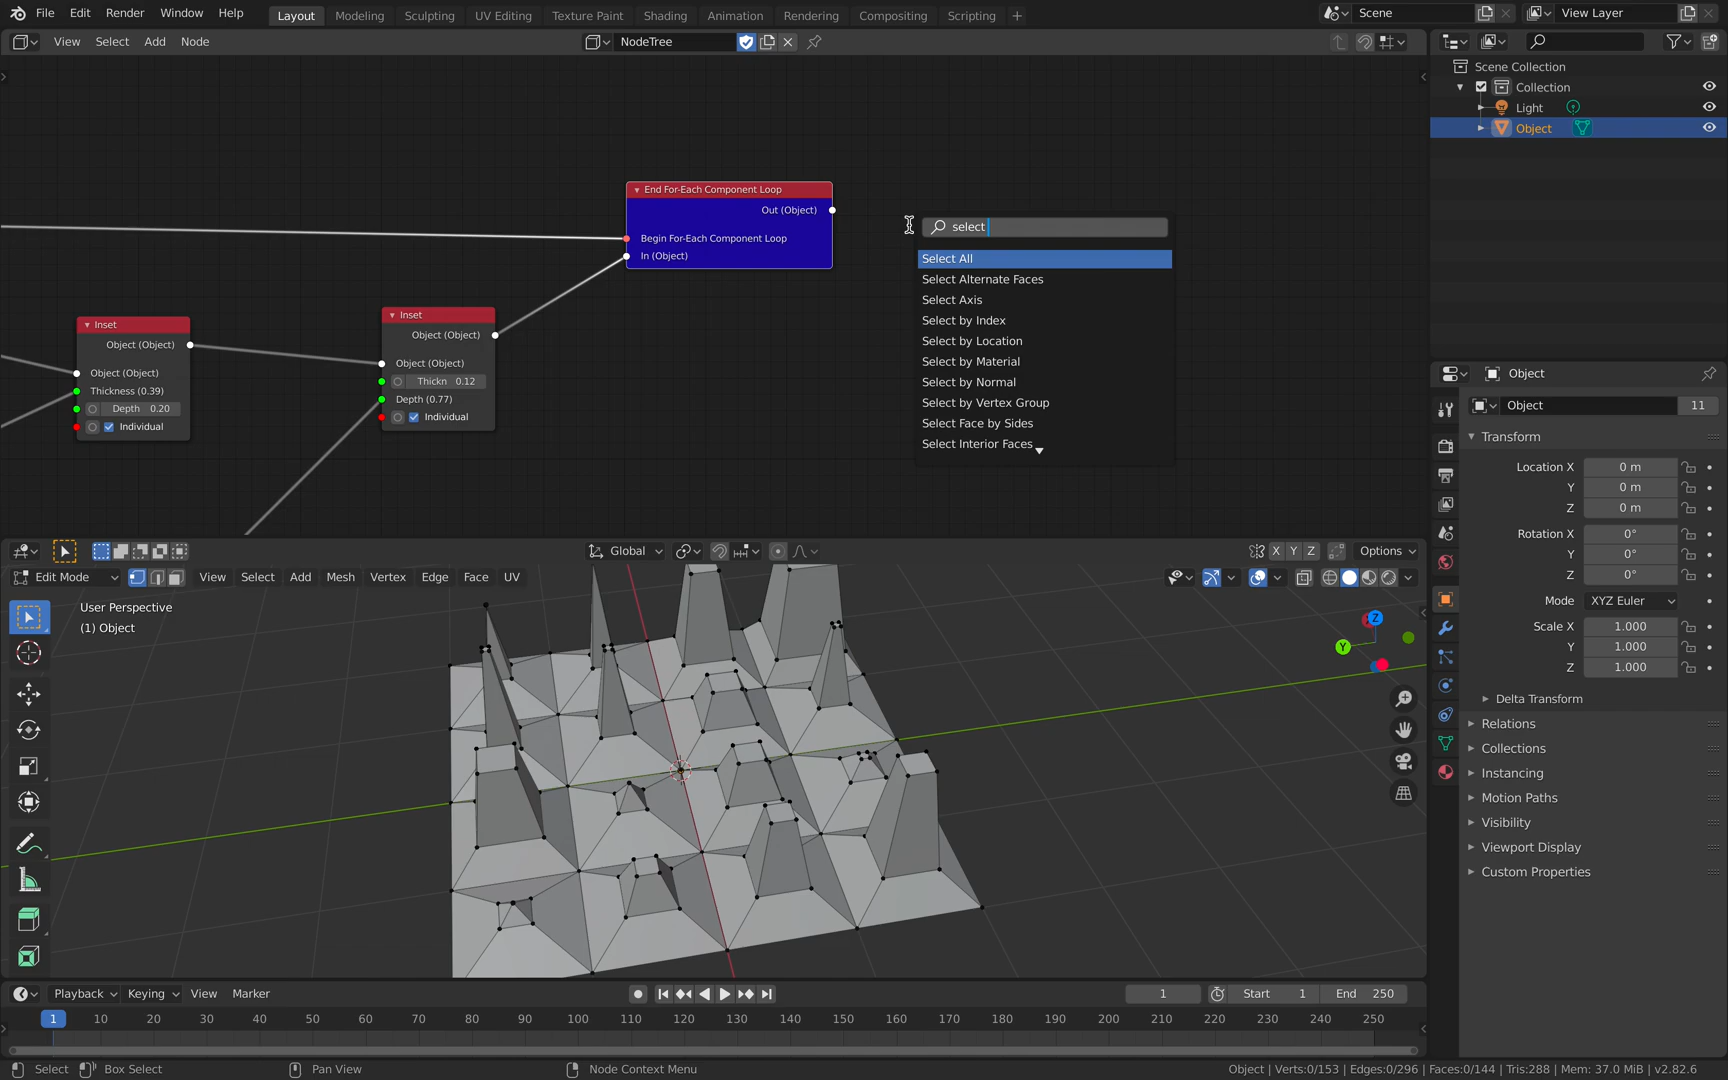 File Edit Render Window Help Layout Modeling Sculpting UV Editing Texture Paint Shading Animation Rendering Compositing Scripting + Scene View Layer
View Select Add Node NodeTree
Scene Collection
Collection
Light
Object
End For-Each Component Loop
Out (Object)
Begin For-Each Component Loop
In (Object)
select
Select All
Select Alternate Faces
Select Axis
Select by Index
Select by Location
Select by Material
Select by Normal
Select by Vertex Group
Select Face by Sides
Select Interior Faces
Inset
Object (Object)
Object (Object)
Thickness (0.39)
Depth 0.20
Individual
Inset
Object (Object)
Object (Object)
Thickn 0.12
Depth (0.77)
Individual
Object
Object 11
Transform
Location X 0 m
Y 0 m
Z 0 m
Rotation X 0°
Y 0°
Z 0°
Mode XYZ Euler
Scale X 1.000
Y 1.000
Z 1.000
Delta Transform
Relations
Collections
Instancing
Motion Paths
Visibility
Viewport Display
Custom Properties
Global X Y Z Options
Edit Mode View Select Add Mesh Vertex Edge Face UV
User Perspective
(1) Object
Z
Y
Playback Keying View Marker 1 Start 1 End 250
1 10 20 30 40 50 60 70 80 90 100 110 120 130 140 150 160 170 180 190 200 210 220 230 240 250
Select Box Select Pan View Node Context Menu Object | Verts:0/153 | Edges:0/296 | Faces:0/144 | Tris:288 | Mem: 37.0 MiB | v2.82.6